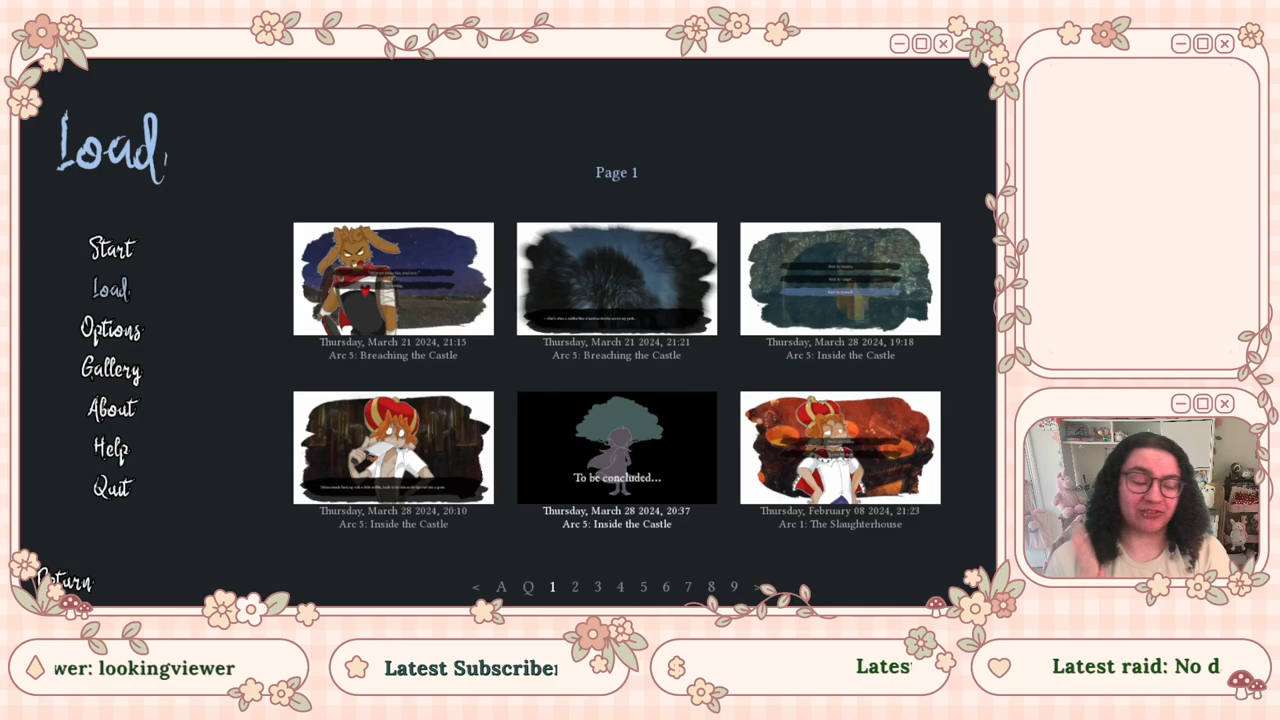 Load
Page 1
Start
Load
Options
Gallery
About
Help
Quit
Return
Thursday, March 21 2024, 21:15
Arc 5: Breaching the Castle
Thursday, March 21 2024, 21:21
Arc 5: Breaching the Castle
Thursday, March 28 2024, 19:18
Arc 5: Inside the Castle
To be concluded...
Thursday, March 28 2024, 20:10
Arc 5: Inside the Castle
Thursday, March 28 2024, 20:37
Arc 5: Inside the Castle
Thursday, February 08 2024, 21:23
Arc 1: The Slaughterhouse
< A Q 1 2 3 4 5 6 7 8 9 >
wer: lookingviewer
Latest Subscriber
Lates
Latest raid: No d